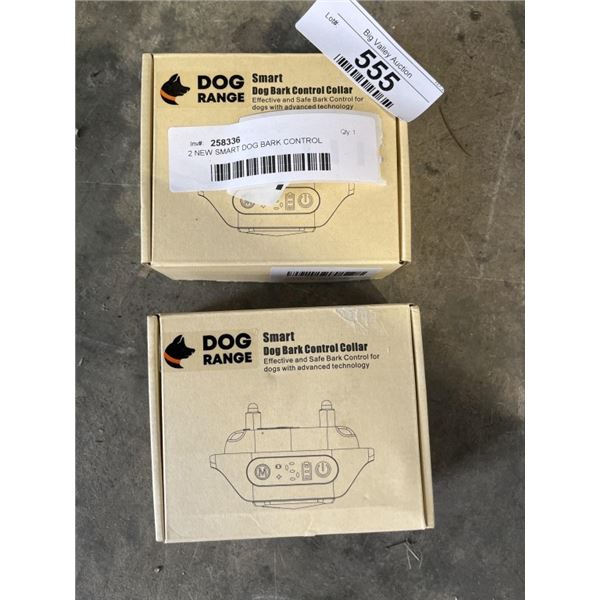 Lot#:
Big Valley Auction
555
DOG
RANGE
Smart
Dog Bark Control Collar
Effective and Safe Bark Control for
dogs with advanced technology
Inv#: 258336
Qty: 1
2 NEW SMART DOG BARK CONTROL
M
DOG
RANGE
Smart
Dog Bark Control Collar
Effective and Safe Bark Control for
dogs with advanced technology
M